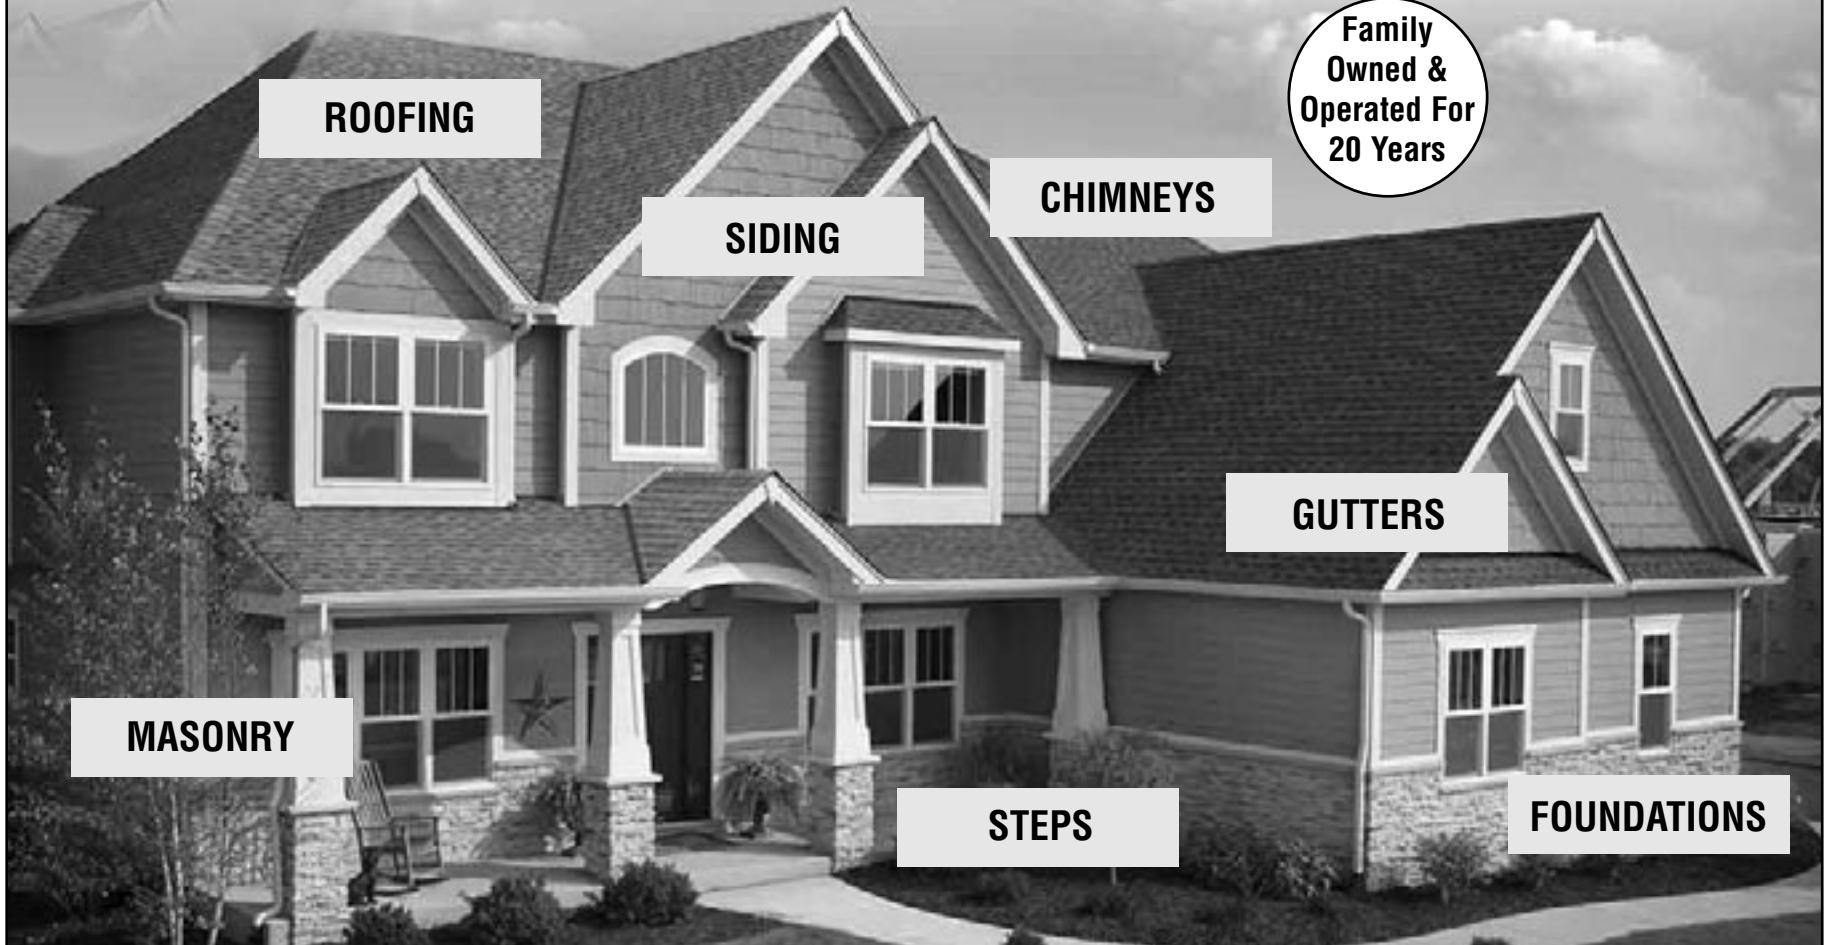 Family
Owned &
Operated For
20 Years
ROOFING
CHIMNEYS
SIDING
GUTTERS
MASONRY
STEPS
FOUNDATIONS